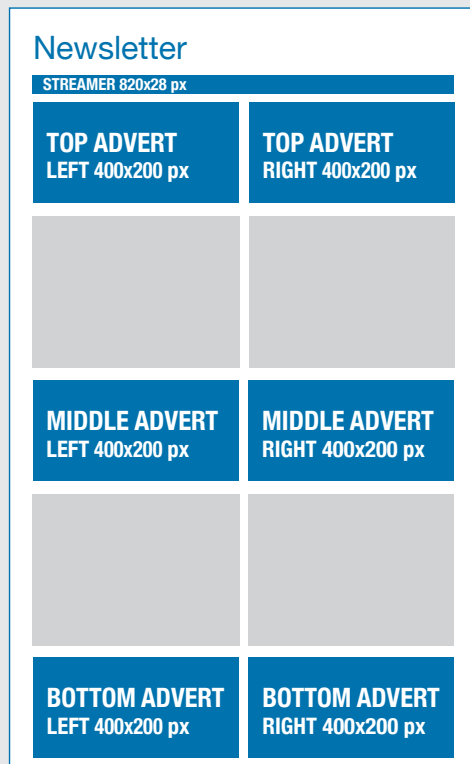 Newsletter
STREAMER 820x28 px
TOP ADVERT
LEFT 400x200 px
TOP ADVERT
RIGHT 400x200 px
MIDDLE ADVERT
LEFT 400x200 px
MIDDLE ADVERT
RIGHT 400x200 px
BOTTOM ADVERT
LEFT 400x200 px
BOTTOM ADVERT
RIGHT 400x200 px